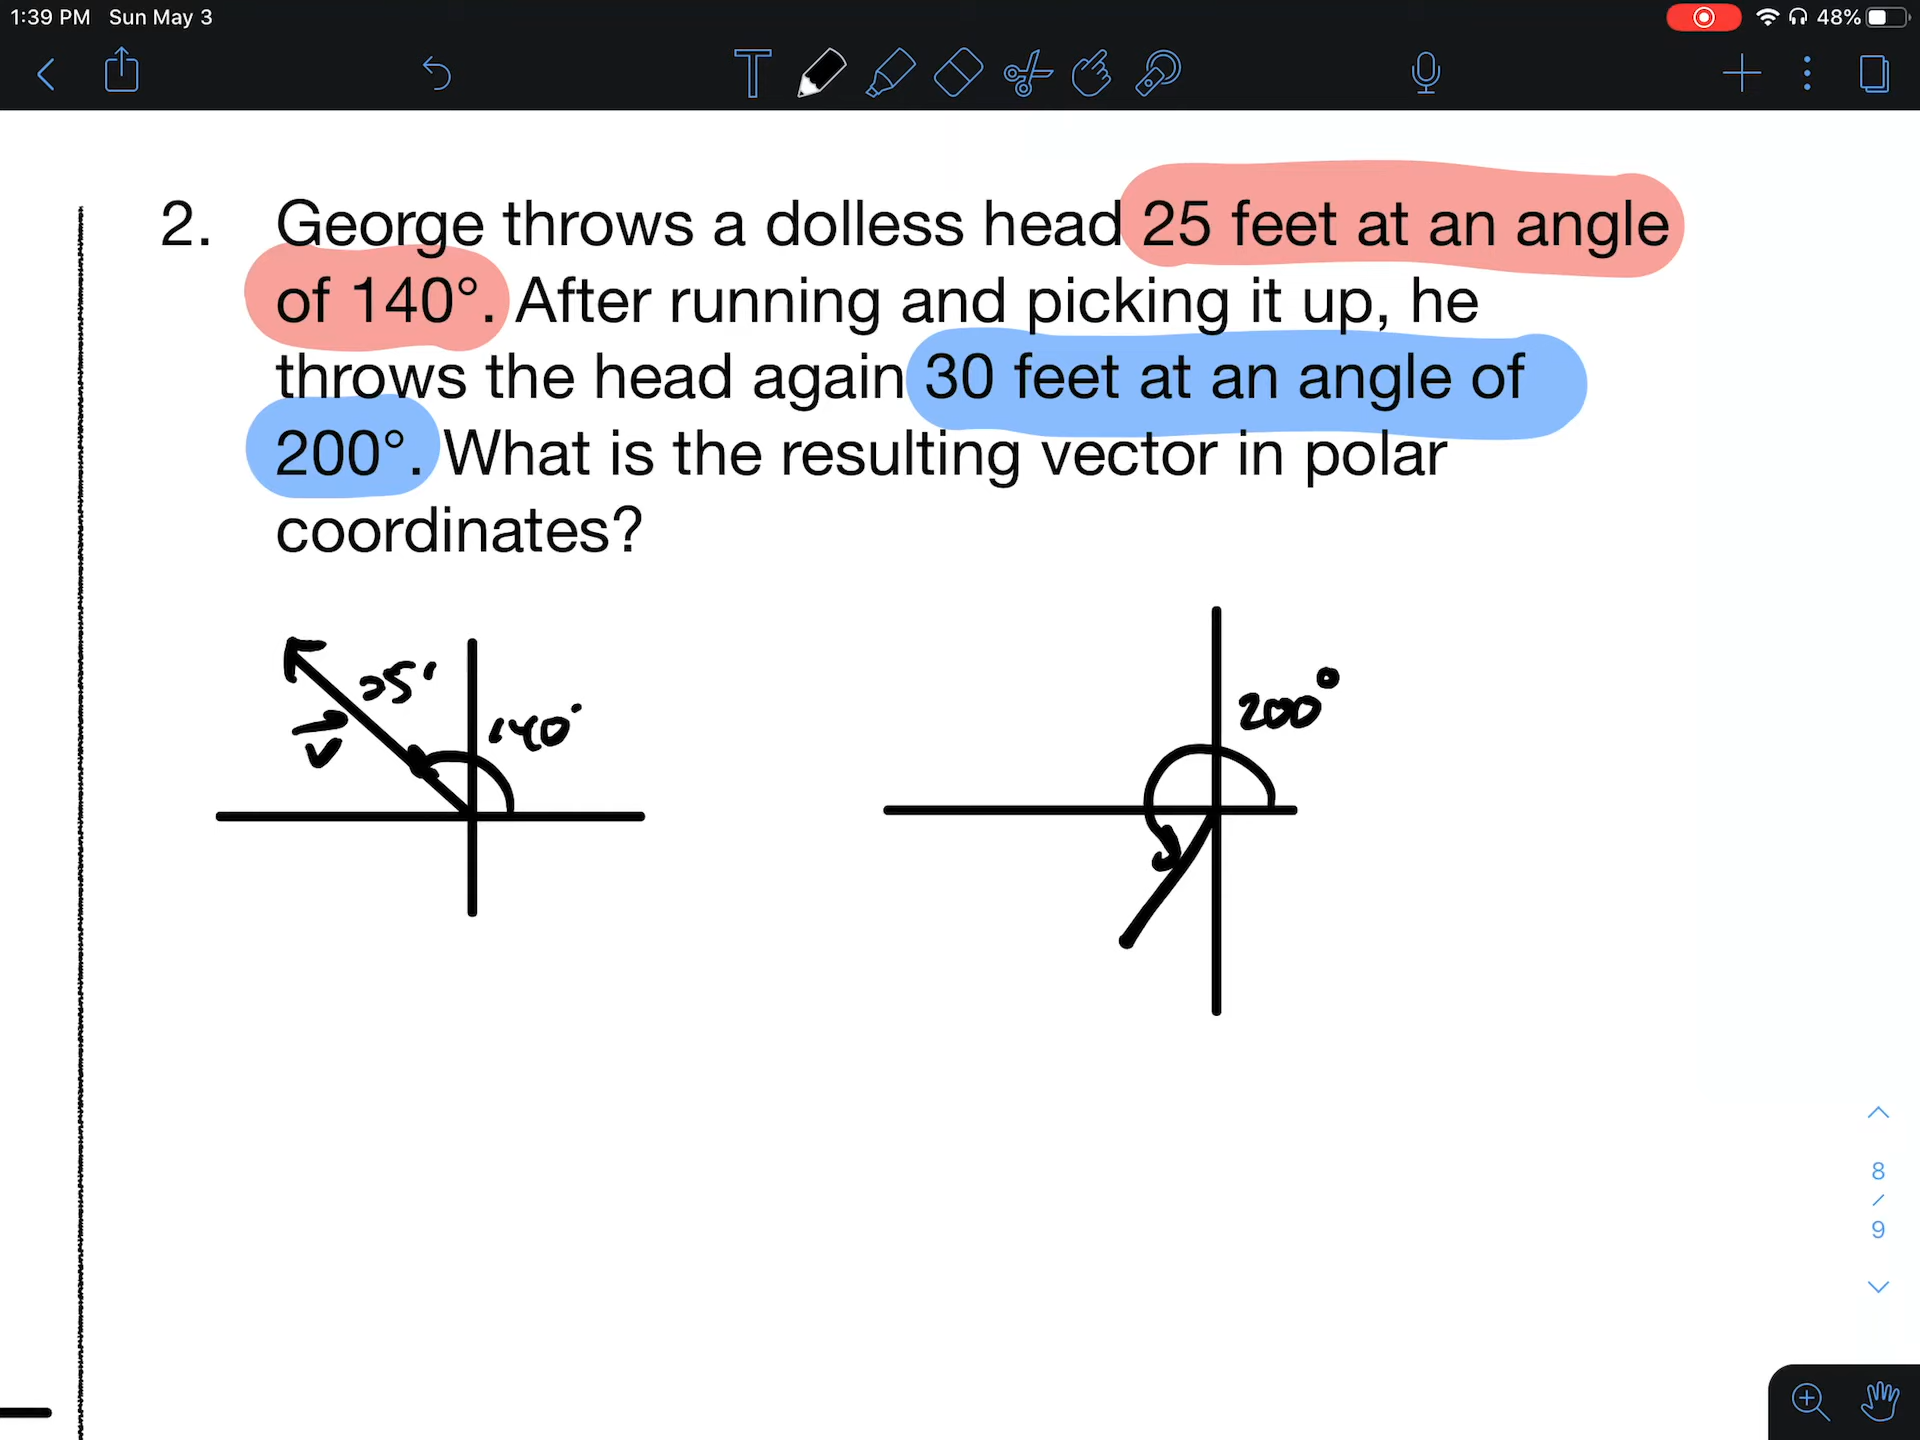 1:39 PM Sun May 3
48%
2. George throws a dolless head 25 feet at an angle
of 140°. After running and picking it up, he
throws the head again 30 feet at an angle of
200°. What is the resulting vector in polar
coordinates?
25'
140°
v
200°
8
/
9